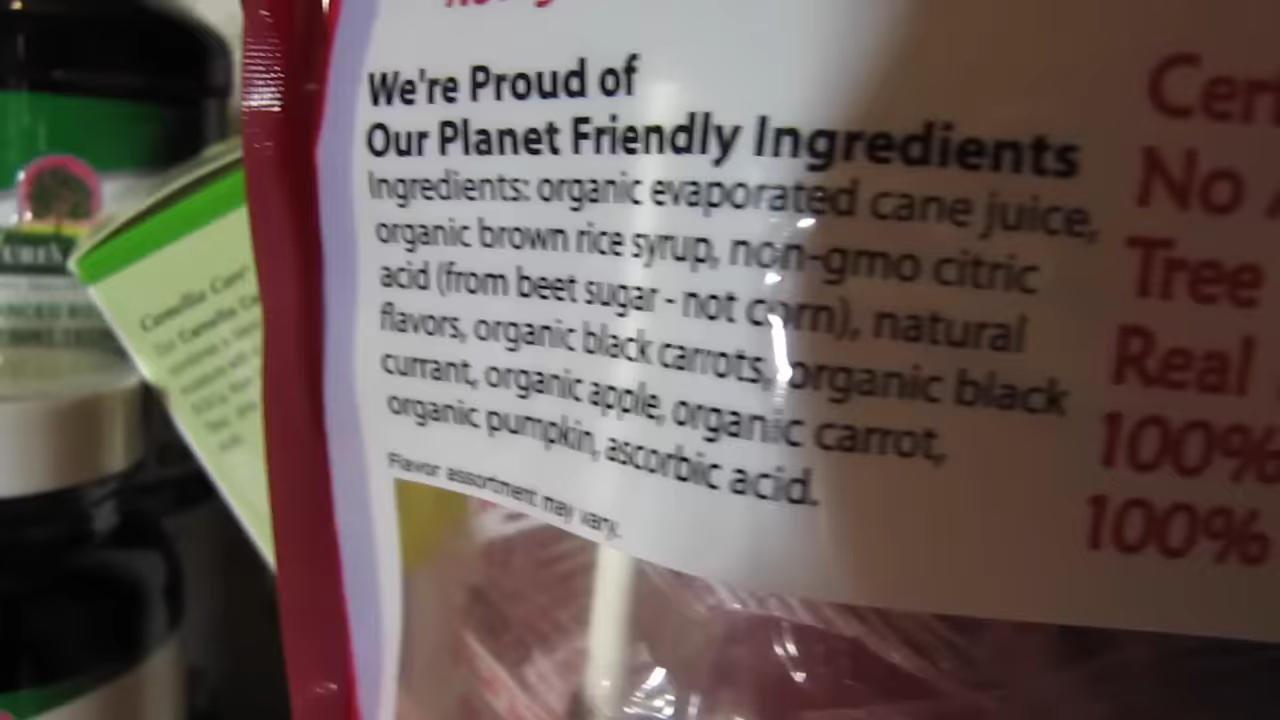 We're Proud of
Our Planet Friendly Ingredients
Ingredients: organic evaporated cane juice,
organic brown rice syrup, non-gmo citric
acid (from beet sugar - not corn), natural
flavors, organic black carrots, organic black
currant, organic apple, organic carrot,
organic pumpkin, ascorbic acid.
Flavor assortment may vary.
No
Tree
Real
100%
100%